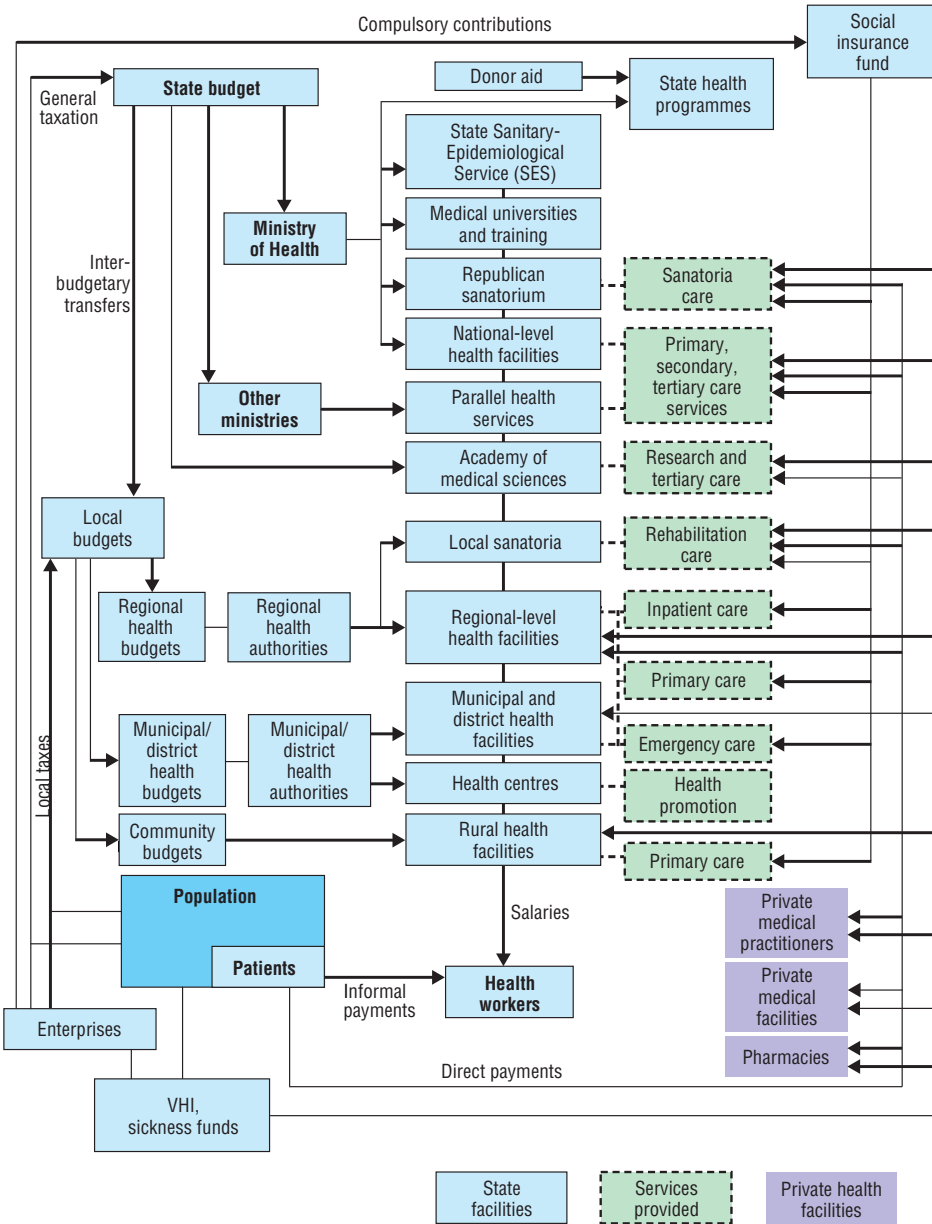 Compulsory contributions
Social
insurance
fund
General
taxation
State budget
Donor aid
State health
programmes
State Sanitary-
Epidemiological
Service (SES)
Ministry
of Health
Medical universities
and training
Inter-
budgetary
transfers
Republican
sanatorium
Sanatoria
care
National-level
health facilities
Primary,
secondary,
tertiary care
services
Other
ministries
Parallel health
services
Academy of
medical sciences
Research and
tertiary care
Local
budgets
Local sanatoria
Rehabilitation
care
Regional
health
budgets
Regional
health
authorities
Regional-level
health facilities
Inpatient care
Primary care
Municipal/
district
health
budgets
Municipal/
district
health
authorities
Municipal and
district health
facilities
Emergency care
Local taxes
Health centres
Health
promotion
Community
budgets
Rural health
facilities
Primary care
Population
Patients
Salaries
Informal
payments
Health
workers
Private
medical
practitioners
Private
medical
facilities
Enterprises
Pharmacies
Direct payments
VHI,
sickness funds
State
facilities
Services
provided
Private health
facilities